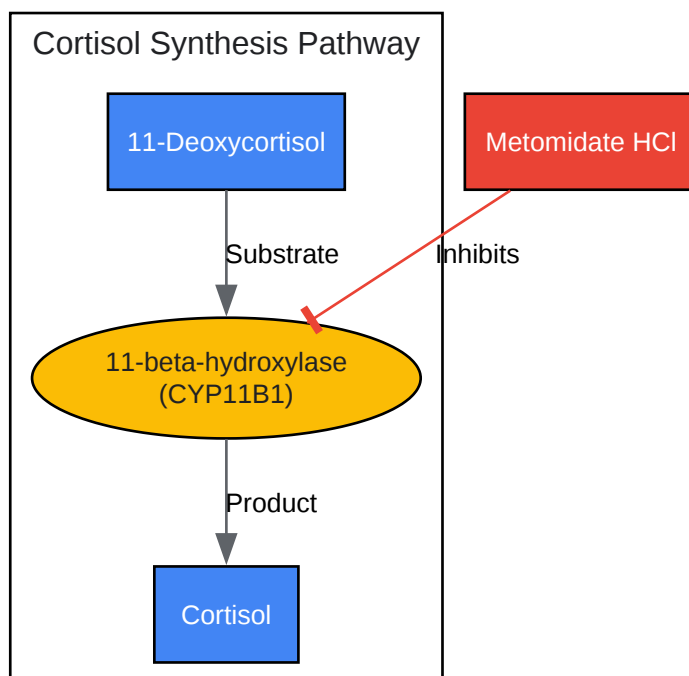 Cortisol Synthesis Pathway
11-Deoxycortisol
Metomidate HCl
Substrate
Inhibits
11-beta-hydroxylase
(CYP11B1)
Product
Cortisol